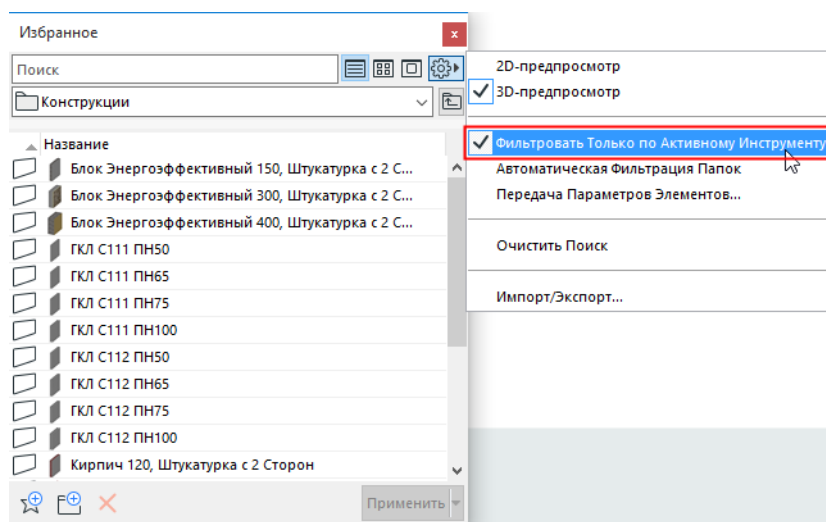 Избранное
Поиск
Конструкции
Название
Блок Энергоэффективный 150, Штукатурка с 2 С...
Блок Энергоэффективный 300, Штукатурка с 2 С...
Блок Энергоэффективный 400, Штукатурка с 2 С...
ГКЛ С111 ПН50
ГКЛ С111 ПН65
ГКЛ С111 ПН75
ГКЛ С111 ПН100
ГКЛ С112 ПН50
ГКЛ С112 ПН65
ГКЛ С112 ПН75
ГКЛ С112 ПН100
Кирпич 120, Штукатурка с 2 Сторон
Применить
2D-предпросмотр
3D-предпросмотр
Фильтровать Только по Активному Инструменту
Автоматическая Фильтрация Папок
Передача Параметров Элементов...
Очистить Поиск
Импорт/Экспорт...